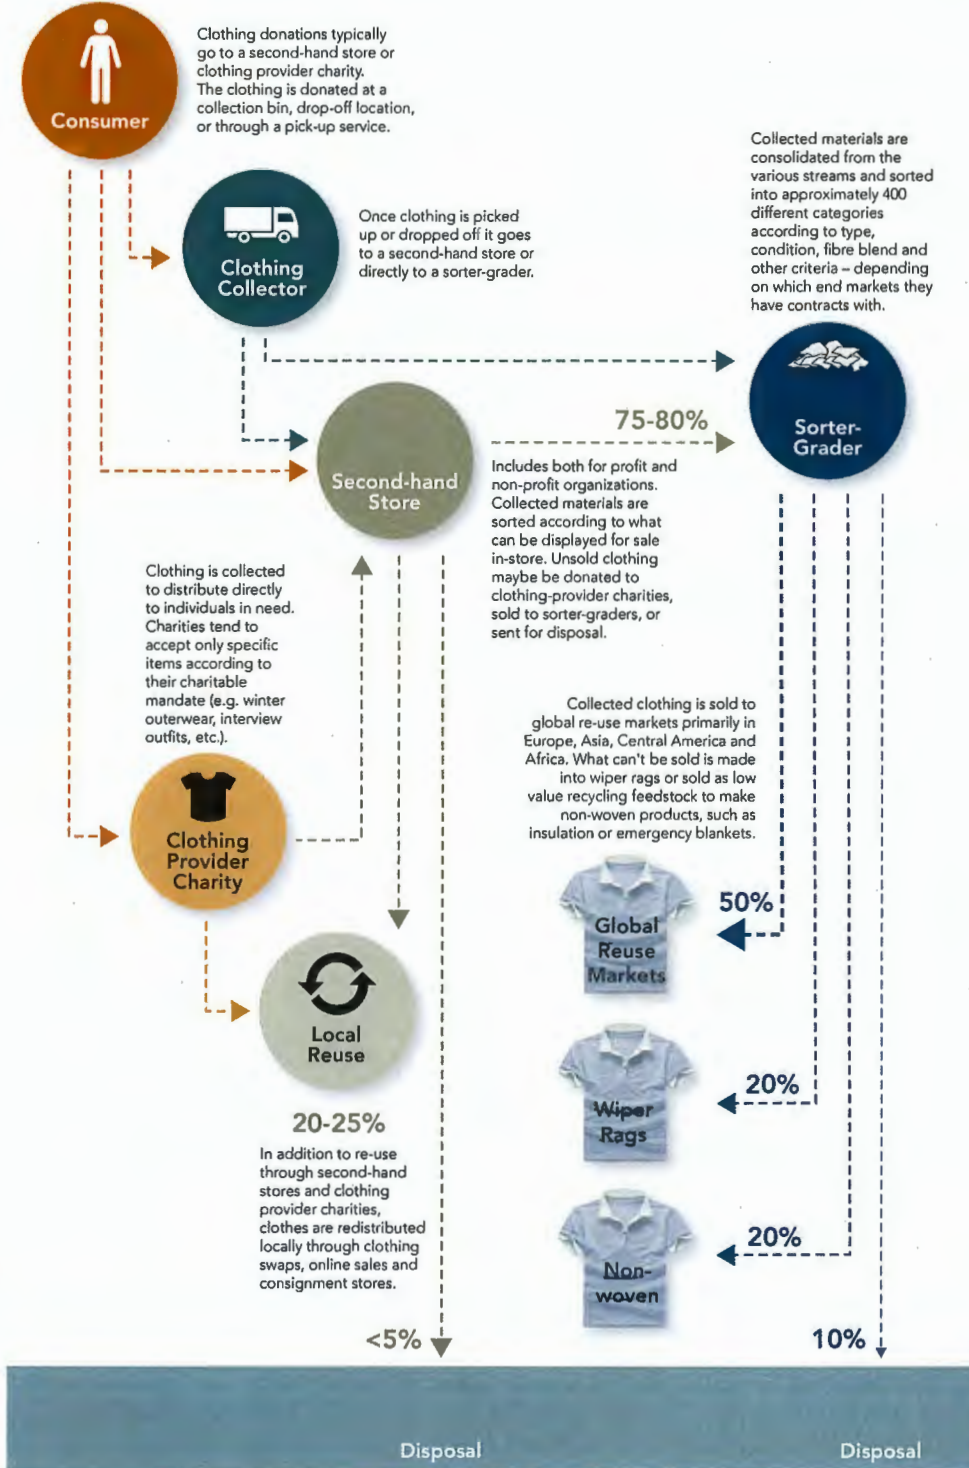 Clothing donations typically
go to a second-hand store or
clothing provider charity.
The clothing is donated at a
collection bin, drop-off location,
or through a pick-up service.
Consumer
Collected materials are
consolidated from the
various streams and sorted
into approximately 400
different categories
according to type,
condition, fibre blend and
other criteria – depending
on which end markets they
have contracts with.
Once clothing is picked
up or dropped off it goes
to a second-hand store or
directly to a sorter-grader.
Clothing
Collector
Sorter-
Grader
75-80%
Second-hand
Store
Includes both for profit and
non-profit organizations.
Collected materials are
sorted according to what
can be displayed for sale
in-store. Unsold clothing
maybe be donated to
clothing-provider charities,
sold to sorter-graders, or
sent for disposal.
Clothing is collected
to distribute directly
to individuals in need.
Charities tend to
accept only specific
items according to
their charitable
mandate (e.g. winter
outerwear, interview
outfits, etc.).
Clothing
Provider
Charity
Collected clothing is sold to
global re-use markets primarily in
Europe, Asia, Central America and
Africa. What can't be sold is made
into wiper rags or sold as low
value recycling feedstock to make
non-woven products, such as
insulation or emergency blankets.
50%
Global
Reuse
Markets
Local
Reuse
20-25%
In addition to re-use
through second-hand
stores and clothing
provider charities,
clothes are redistributed
locally through clothing
swaps, online sales and
consignment stores.
20%
Wiper
Rags
20%
Non-
woven
<5%
10%
Disposal
Disposal